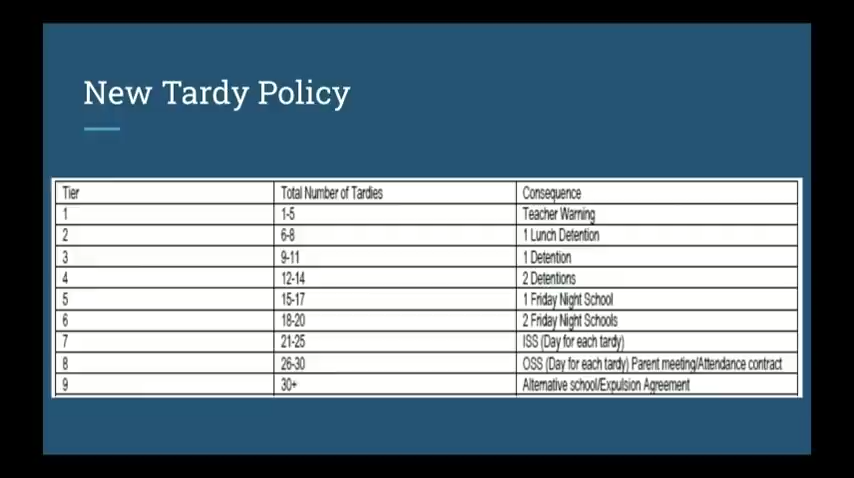 New Tardy Policy
Tier Total Number of Tardies Consequence
1 1-5 Teacher Warning
2 6-8 1 Lunch Detention
3 9-11 1 Detention
4 12-14 2 Detentions
5 15-17 1 Friday Night School
6 18-20 2 Friday Night Schools
7 21-25 ISS (Day for each tardy)
8 26-30 OSS (Day for each tardy) Parent meeting/Attendance contract
9 30+ Alternative school/Expulsion Agreement